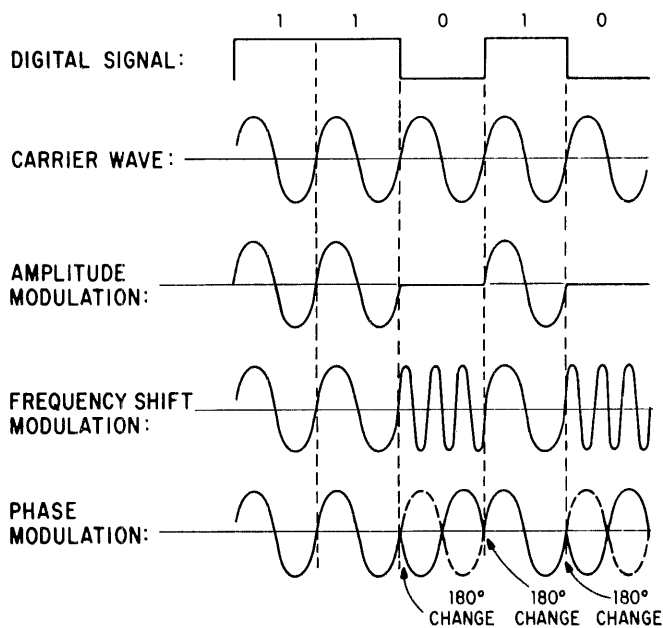 1 1 0 1 0
DIGITAL SIGNAL:
CARRIER WAVE:
AMPLITUDE
MODULATION:
FREQUENCY SHIFT
MODULATION:
PHASE
MODULATION:
180° 180° 180°
CHANGE CHANGE CHANGE